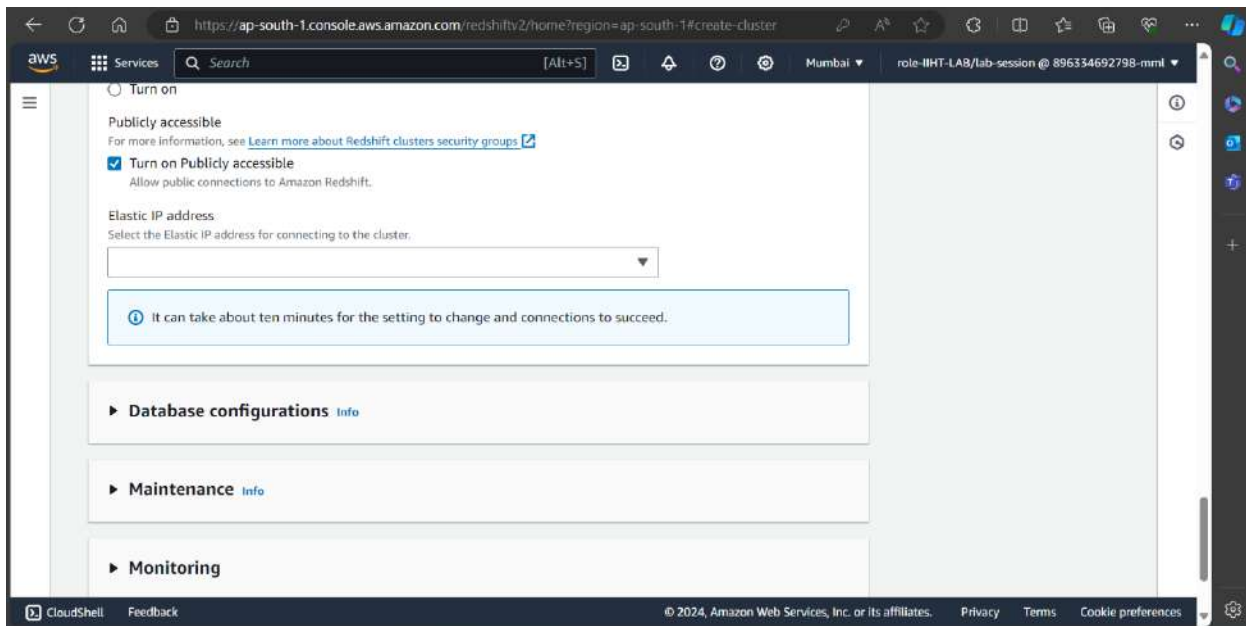 https://ap-south-1.console.aws.amazon.com/redshiftv2/home?region=ap-south-1#create-cluster
aws Services Search [Alt+S] Mumbai ▼ role-IIHT-LAB/lab-session @ 896334692798-mml ▼
Turn on
Publicly accessible
For more information, see Learn more about Redshift clusters security groups
Turn on Publicly accessible
Allow public connections to Amazon Redshift.
Elastic IP address
Select the Elastic IP address for connecting to the cluster.
It can take about ten minutes for the setting to change and connections to succeed.
Database configurations Info
Maintenance Info
Monitoring
CloudShell Feedback © 2024, Amazon Web Services, Inc. or its affiliates. Privacy Terms Cookie preferences